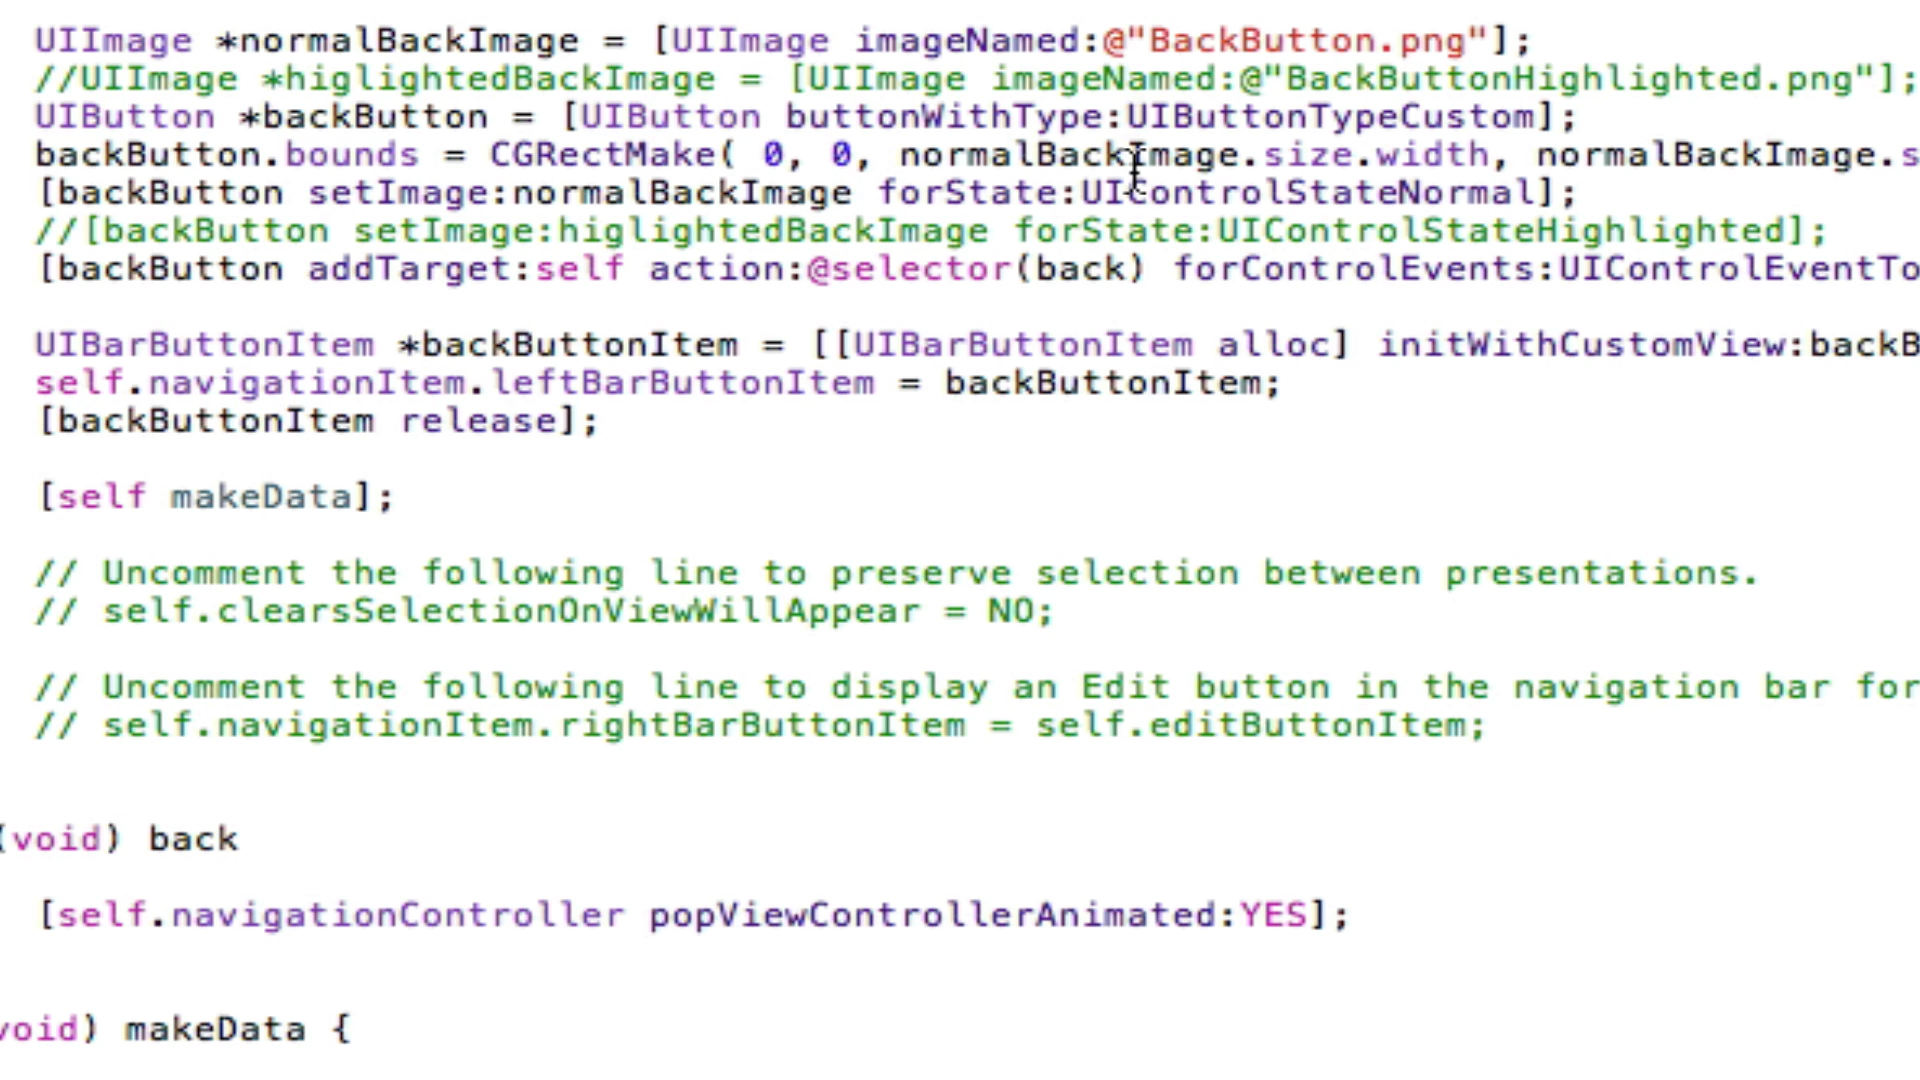 UIImage *normalBackImage = [UIImage imageNamed:@"BackButton.png"];
//UIImage *higlightedBackImage = [UIImage imageNamed:@"BackButtonHighlighted.png"];
UIButton *backButton = [UIButton buttonWithType:UIButtonTypeCustom];
backButton.bounds = CGRectMake( 0, 0, normalBackImage.size.width, normalBackImage.s
[backButton setImage:normalBackImage forState:UIControlStateNormal];
//[backButton setImage:higlightedBackImage forState:UIControlStateHighlighted];
[backButton addTarget:self action:@selector(back) forControlEvents:UIControlEventTo
UIBarButtonItem *backButtonItem = [[UIBarButtonItem alloc] initWithCustomView:backB
self.navigationItem.leftBarButtonItem = backButtonItem;
[backButtonItem release];
[self makeData];
// Uncomment the following line to preserve selection between presentations.
// self.clearsSelectionOnViewWillAppear = NO;
// Uncomment the following line to display an Edit button in the navigation bar for
// self.navigationItem.rightBarButtonItem = self.editButtonItem;
(void) back
[self.navigationController popViewControllerAnimated:YES];
void) makeData {